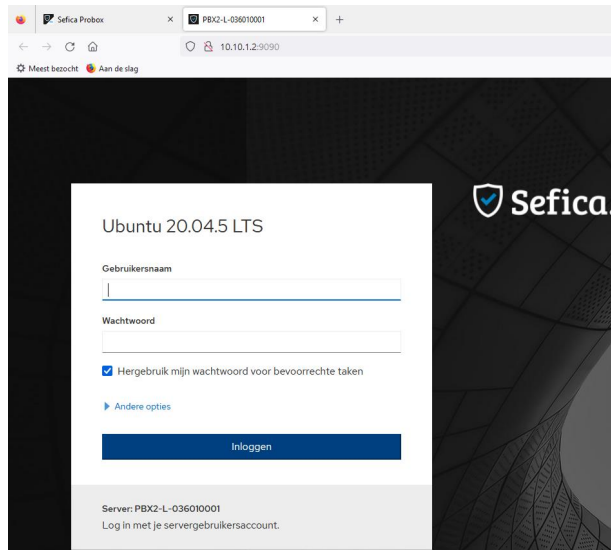 Sefica Probox
PBX2-L-036010001
10.10.1.2:9090
Meest bezocht
Aan de slag
Sefica.
Ubuntu 20.04.5 LTS
Gebruikersnaam
Wachtwoord
Hergebruik mijn wachtwoord voor bevoorrechte taken
Andere opties
Inloggen
Server: PBX2-L-036010001
Log in met je servergebruikersaccount.